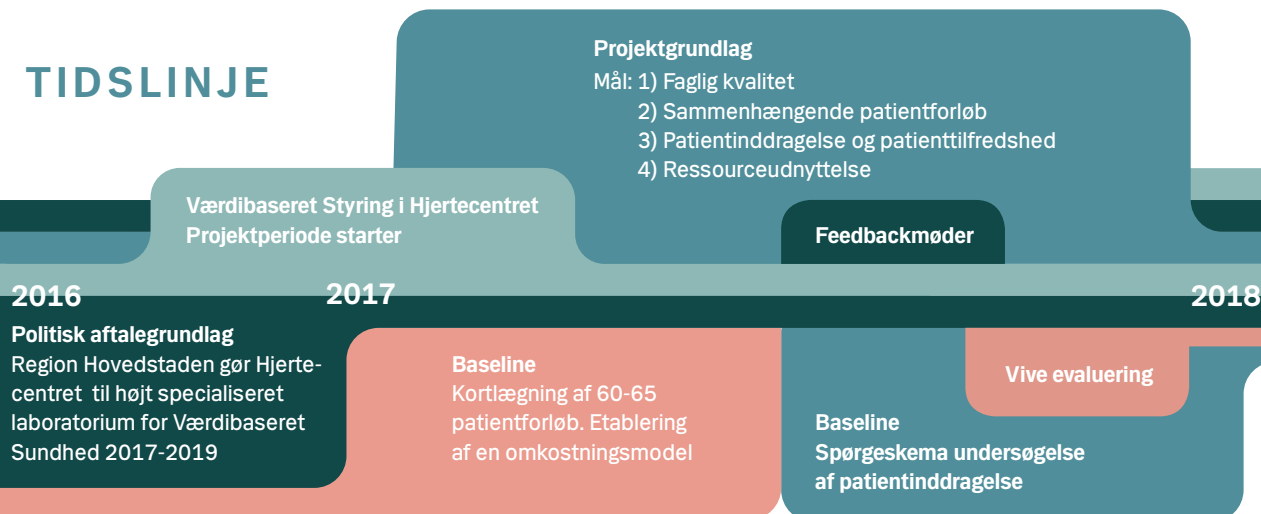 TIDSLINJE
Projektgrundlag
Mål: 1) Faglig kvalitet
2) Sammenhængende patientforløb
3) Patientinddragelse og patienttilfredshed
4) Ressourceudnyttelse
Værdibaseret Styring i Hjertecentret
Projektperiode starter
Feedbackmøder
2016
2017
2018
Politisk aftalegrundlag
Region Hovedstaden gør Hjerte-
centret til højt specialiseret
laboratorium for Værdibaseret
Sundhed 2017-2019
Baseline
Kortlægning af 60-65
patientforløb. Etablering
af en omkostningsmodel
Vive evaluering
Baseline
Spørgeskema undersøgelse
af patientinddragelse